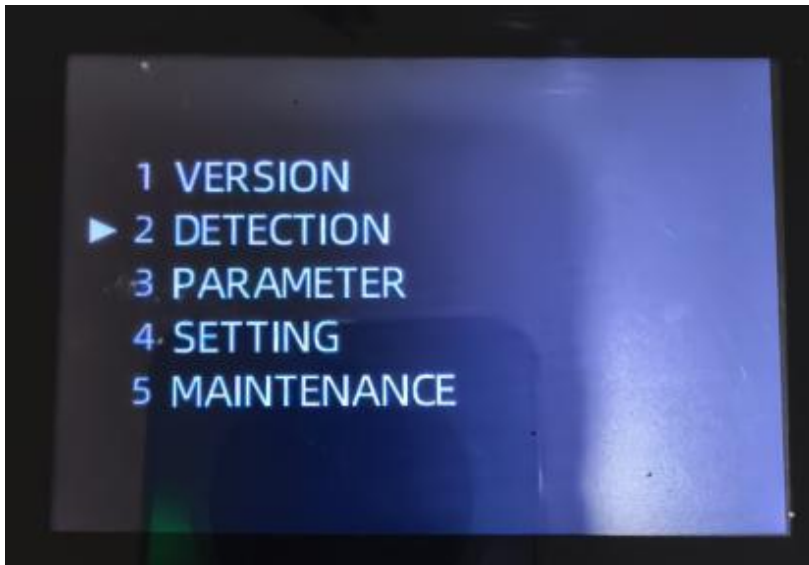 1 VERSION
▶ 2 DETECTION
3 PARAMETER
4 SETTING
5 MAINTENANCE